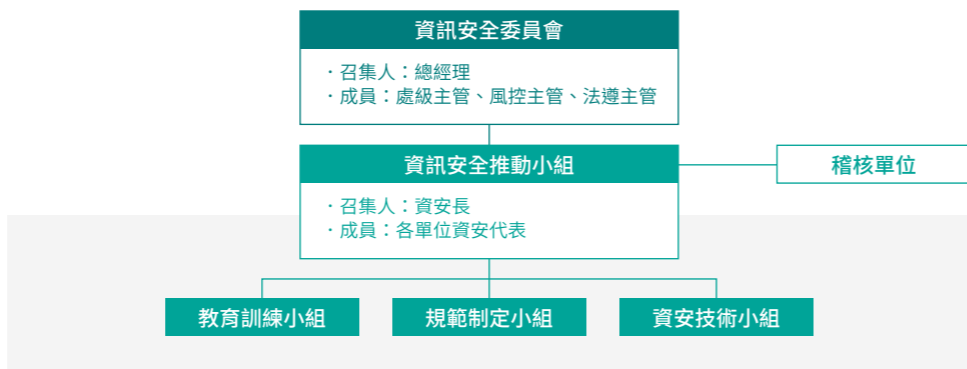 資訊安全委員會
・召集人：總經理
・成員：處級主管、風控主管、法遵主管
資訊安全推動小組
稽核單位
・召集人：資安長
・成員：各單位資安代表
教育訓練小組
規範制定小組
資安技術小組